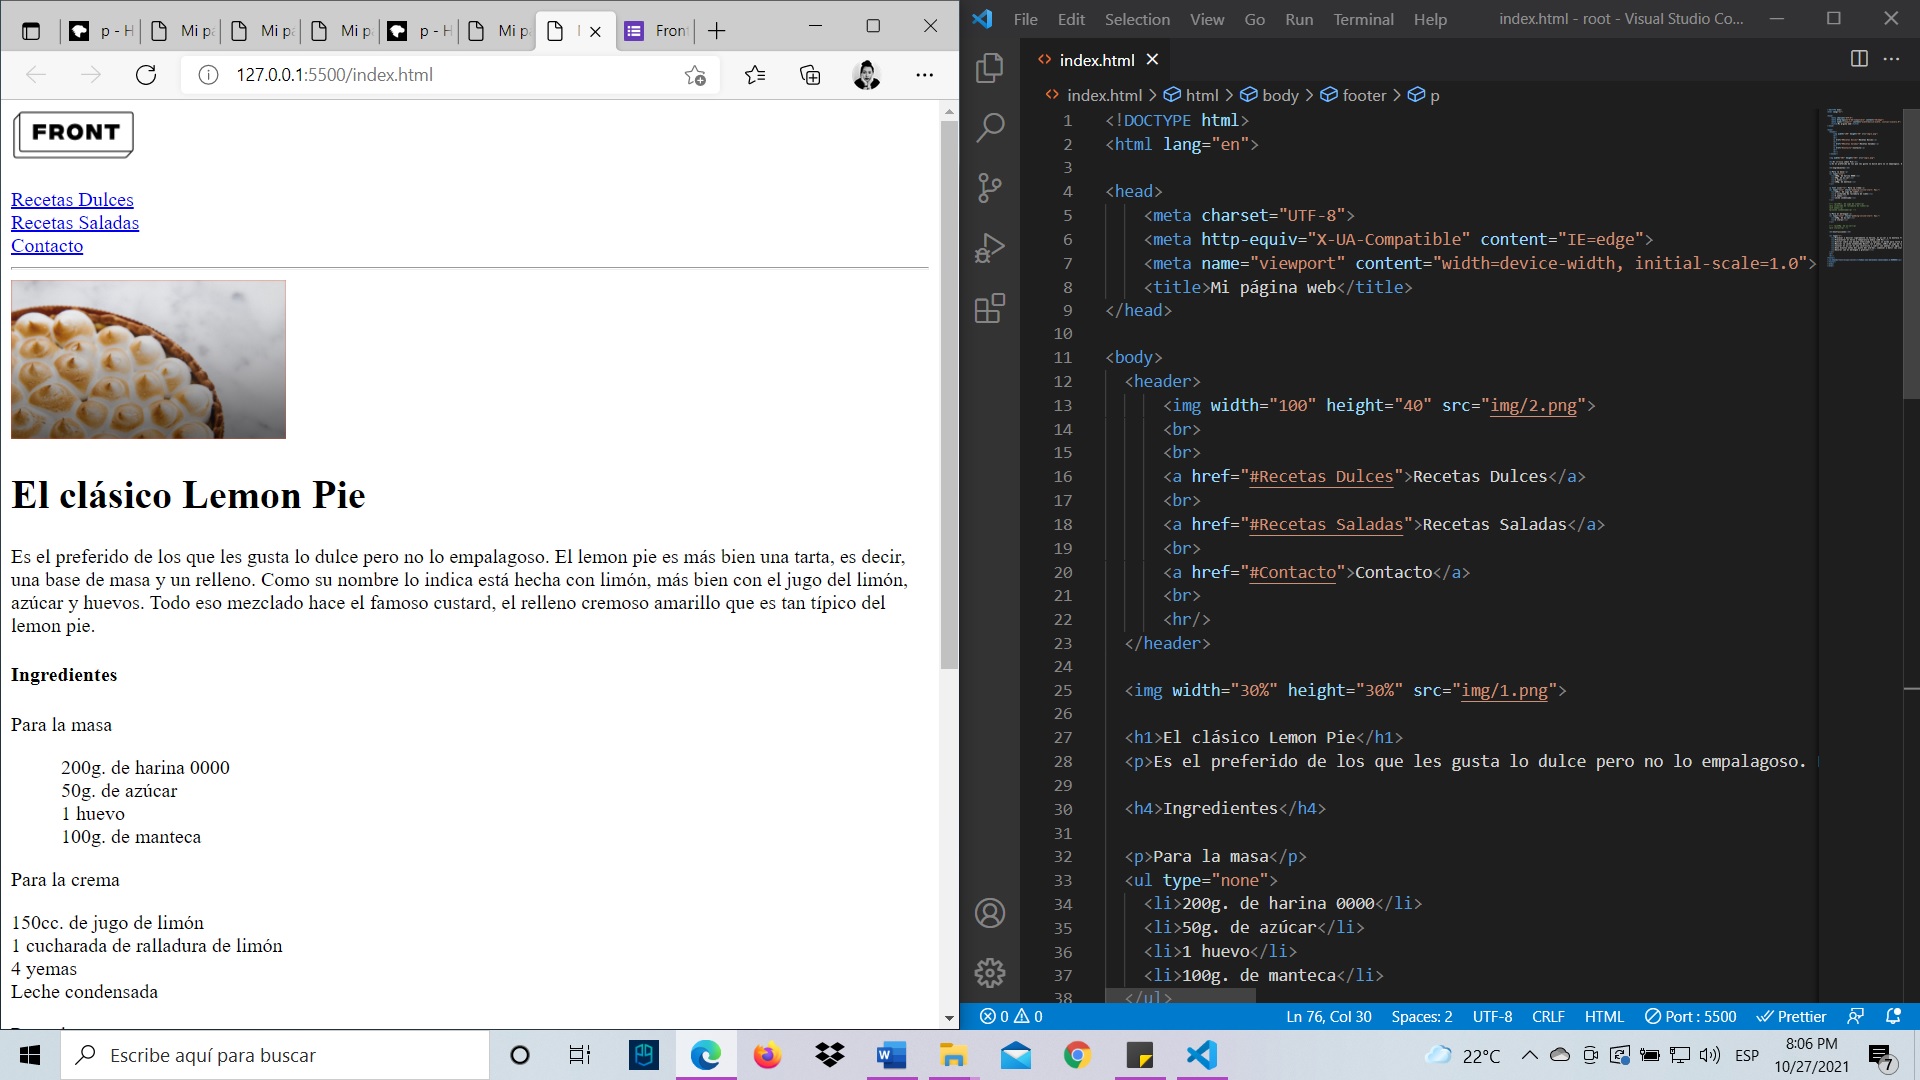 p - H
Mi pa
Mi pa
Mi pa
p - H
Mi p
Fron
127.0.0.1:5500/index.html
FRONT
Recetas Dulces
Recetas Saladas
Contacto
El clásico Lemon Pie
Es el preferido de los que les gusta lo dulce pero no lo empalagoso. El lemon pie es más bien una tarta, es decir,
una base de masa y un relleno. Como su nombre lo indica está hecha con limón, más bien con el jugo del limón,
azúcar y huevos. Todo eso mezclado hace el famoso custard, el relleno cremoso amarillo que es tan típico del
lemon pie.
Ingredientes
Para la masa
200g. de harina 0000
50g. de azúcar
1 huevo
100g. de manteca
Para la crema
150cc. de jugo de limón
1 cucharada de ralladura de limón
4 yemas
Leche condensada
File Edit Selection View Go Run Terminal Help index.html - root - Visual Studio Co...
index.html
index.html > html > body > footer > p
1 <!DOCTYPE html>
2 <html lang="en">
3
4 <head>
5 <meta charset="UTF-8">
6 <meta http-equiv="X-UA-Compatible" content="IE=edge">
7 <meta name="viewport" content="width=device-width, initial-scale=1.0">
8 <title>Mi página web</title>
9 </head>
10
11 <body>
12 <header>
13 <img width="100" height="40" src="img/2.png">
14 <br>
15 <br>
16 <a href="#Recetas Dulces">Recetas Dulces</a>
17 <br>
18 <a href="#Recetas Saladas">Recetas Saladas</a>
19 <br>
20 <a href="#Contacto">Contacto</a>
21 <br>
22 <hr/>
23 </header>
24
25 <img width="30%" height="30%" src="img/1.png">
26
27 <h1>El clásico Lemon Pie</h1>
28 <p>Es el preferido de los que les gusta lo dulce pero no lo empalagoso.
29
30 <h4>Ingredientes</h4>
31
32 <p>Para la masa</p>
33 <ul type="none">
34 <li>200g. de harina 0000</li>
35 <li>50g. de azúcar</li>
36 <li>1 huevo</li>
37 <li>100g. de manteca</li>
38 </ul>
0 0 Ln 76, Col 30 Spaces: 2 UTF-8 CRLF HTML Port : 5500 Prettier
Escribe aquí para buscar
22°C ESP
8:06 PM
10/27/2021
7